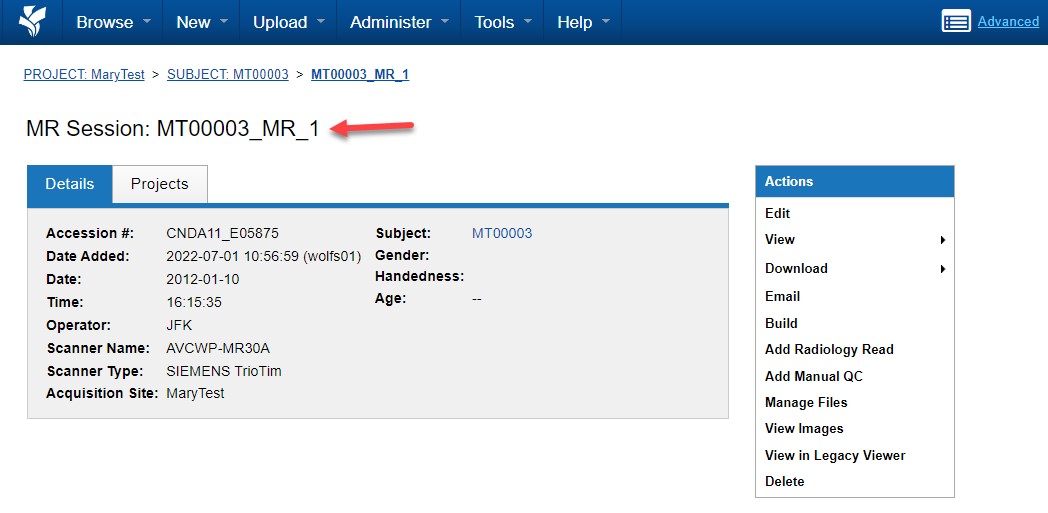 Browse New Upload Administer Tools Help Advanced
PROJECT: MaryTest > SUBJECT: MT00003 > MT00003_MR_1
MR Session: MT00003_MR_1
Details Projects
Accession #: CNDA11_E05875
Date Added: 2022-07-01 10:56:59 (wolfs01)
Date: 2012-01-10
Time: 16:15:35
Operator: JFK
Scanner Name: AVCWP-MR30A
Scanner Type: SIEMENS TrioTim
Acquisition Site: MaryTest
Subject: MT00003
Gender:
Handedness:
Age: --
Actions
Edit
View
Download
Email
Build
Add Radiology Read
Add Manual QC
Manage Files
View Images
View in Legacy Viewer
Delete